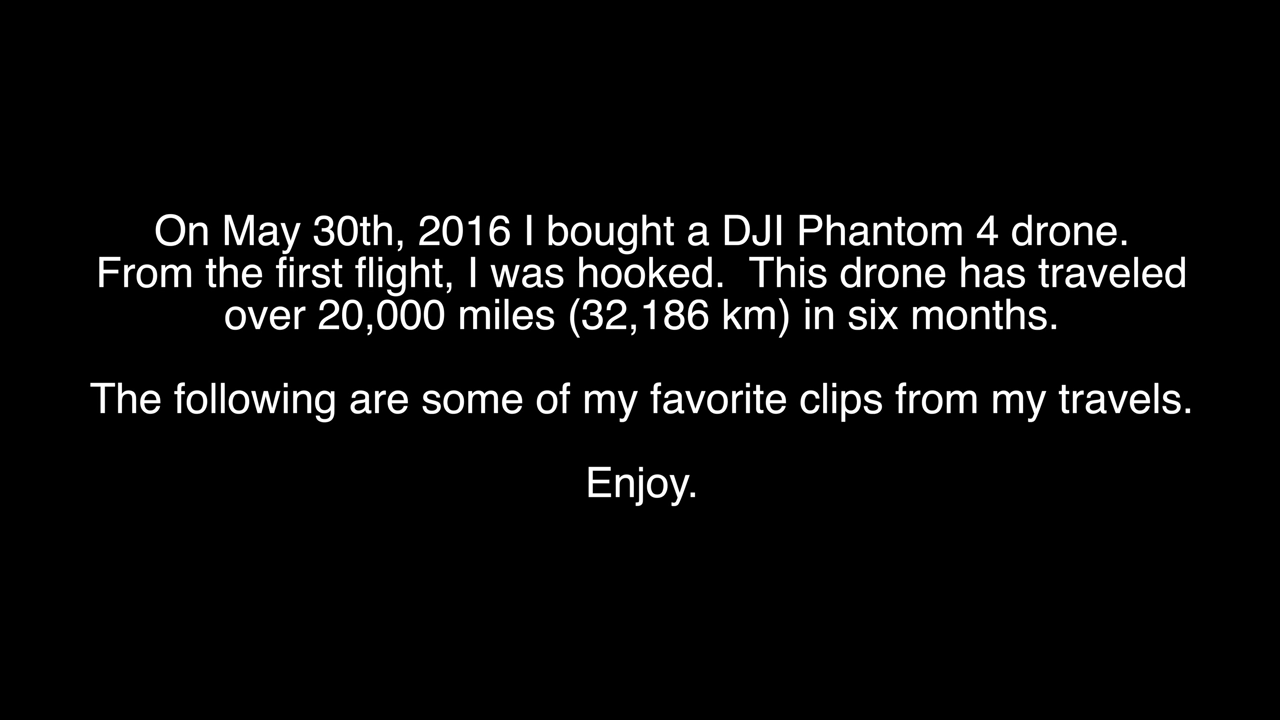 On May 30th, 2016 I bought a DJI Phantom 4 drone.
From the first flight, I was hooked.  This drone has traveled
over 20,000 miles (32,186 km) in six months.
The following are some of my favorite clips from my travels.
Enjoy.